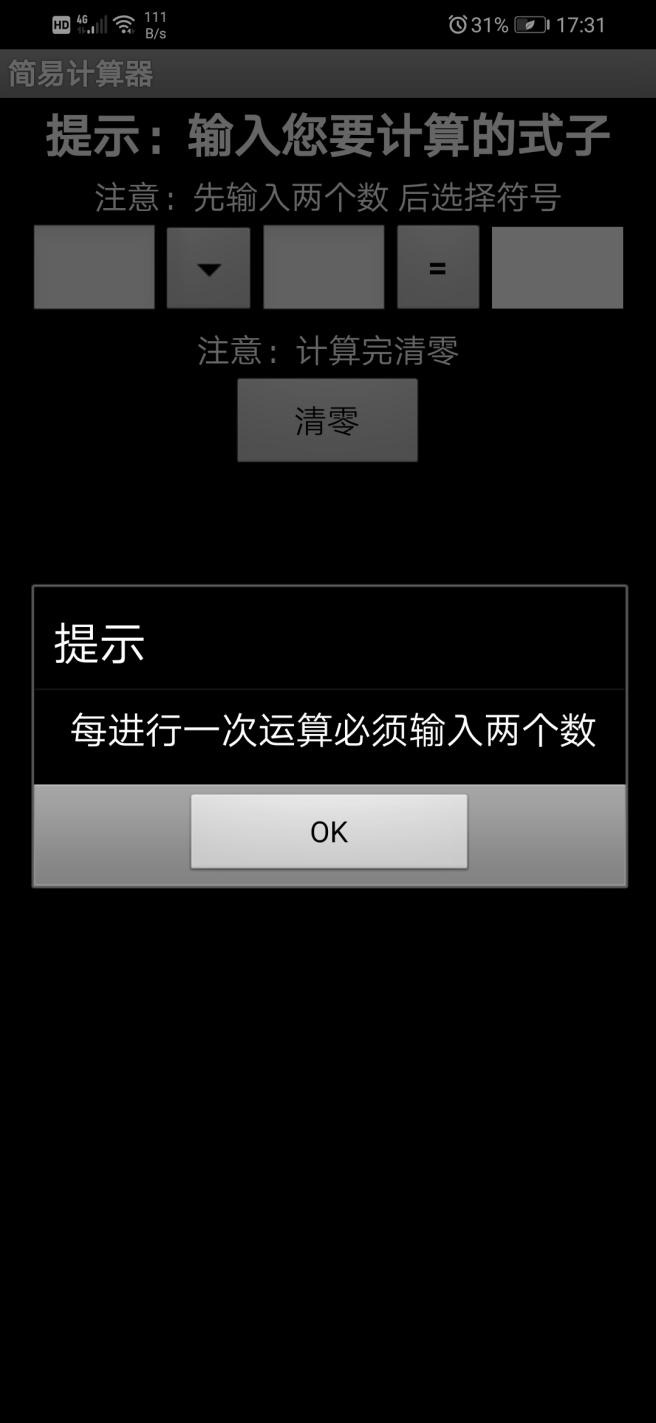 HD 4G 111 B/s 31% 17:31
简易计算器
提示：输入您要计算的式子
注意：先输入两个数 后选择符号
=
注意：计算完清零
清零
提示
每进行一次运算必须输入两个数
OK